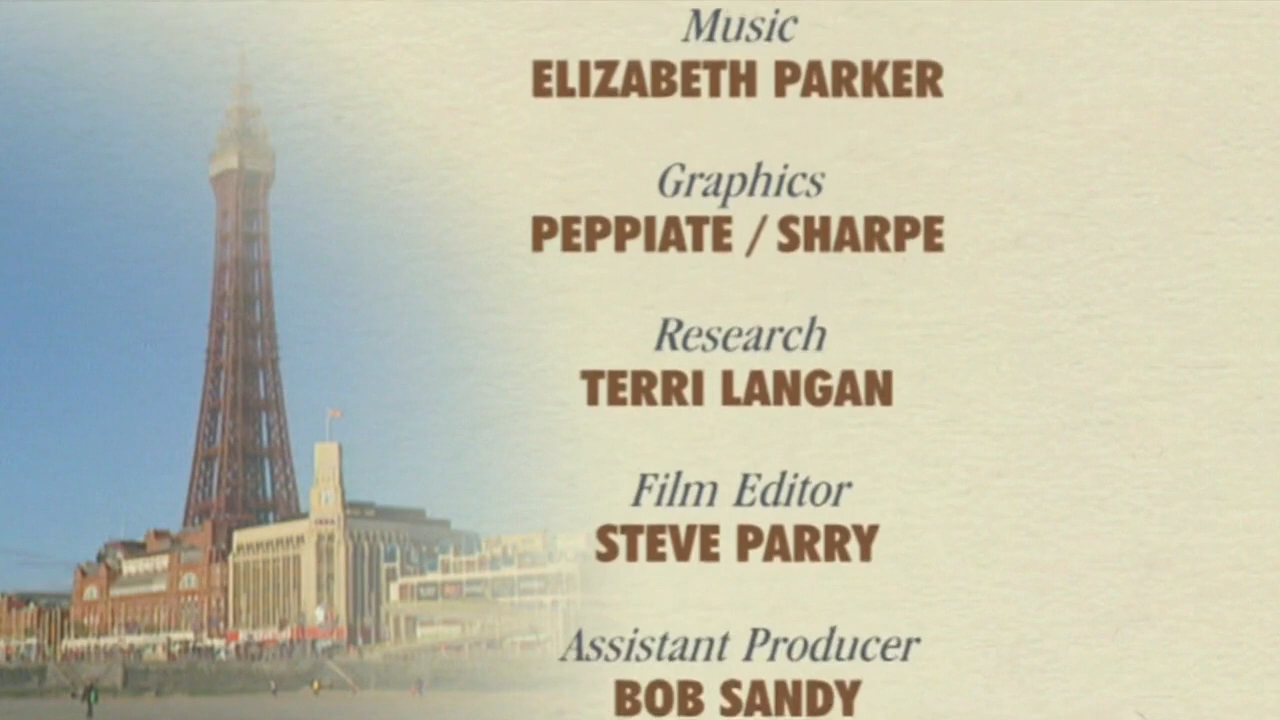 Music
ELIZABETH PARKER
Graphics
PEPPIATE / SHARPE
Research
TERRI LANGAN
Film Editor
STEVE PARRY
Assistant Producer
BOB SANDY